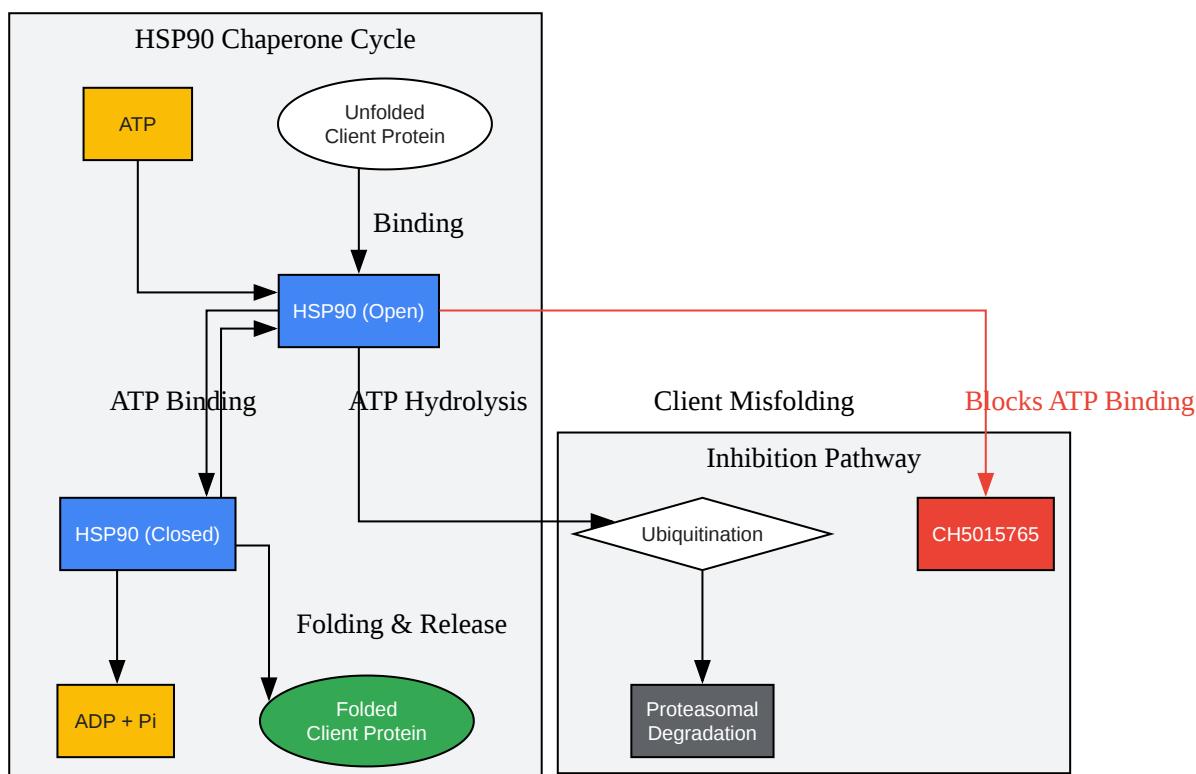 HSP90 Chaperone Cycle
ATP
Unfolded
Client Protein
Binding
HSP90 (Open)
ATP Binding
ATP Hydrolysis
Client Misfolding
Blocks ATP Binding
Inhibition Pathway
HSP90 (Closed)
Ubiquitination
CH5015765
Folding & Release
ADP + Pi
Folded
Client Protein
Proteasomal
Degradation